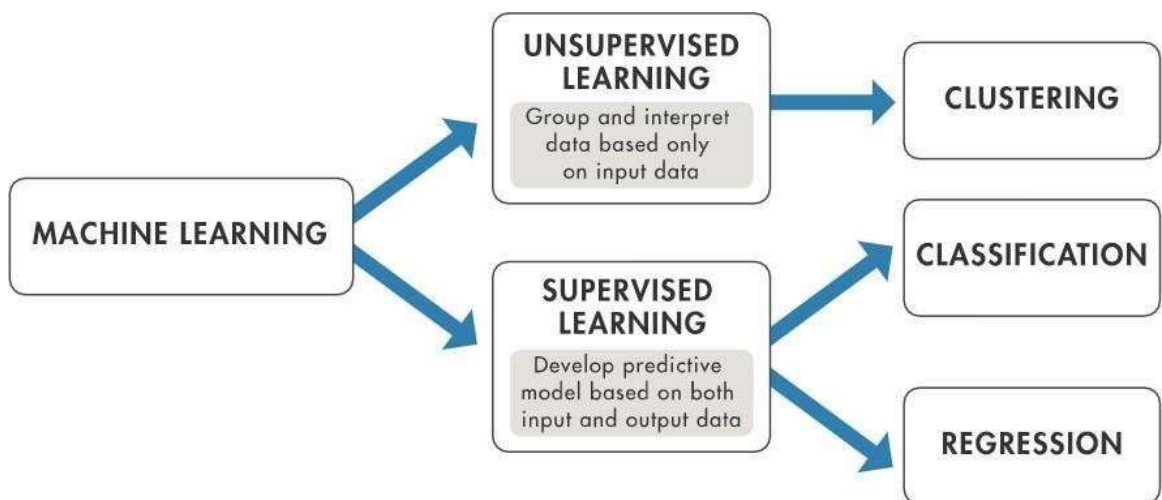 MACHINE LEARNING
UNSUPERVISED
LEARNING
Group and interpret
data based only
on input data
SUPERVISED
LEARNING
Develop predictive
model based on both
input and output data
CLUSTERING
CLASSIFICATION
REGRESSION